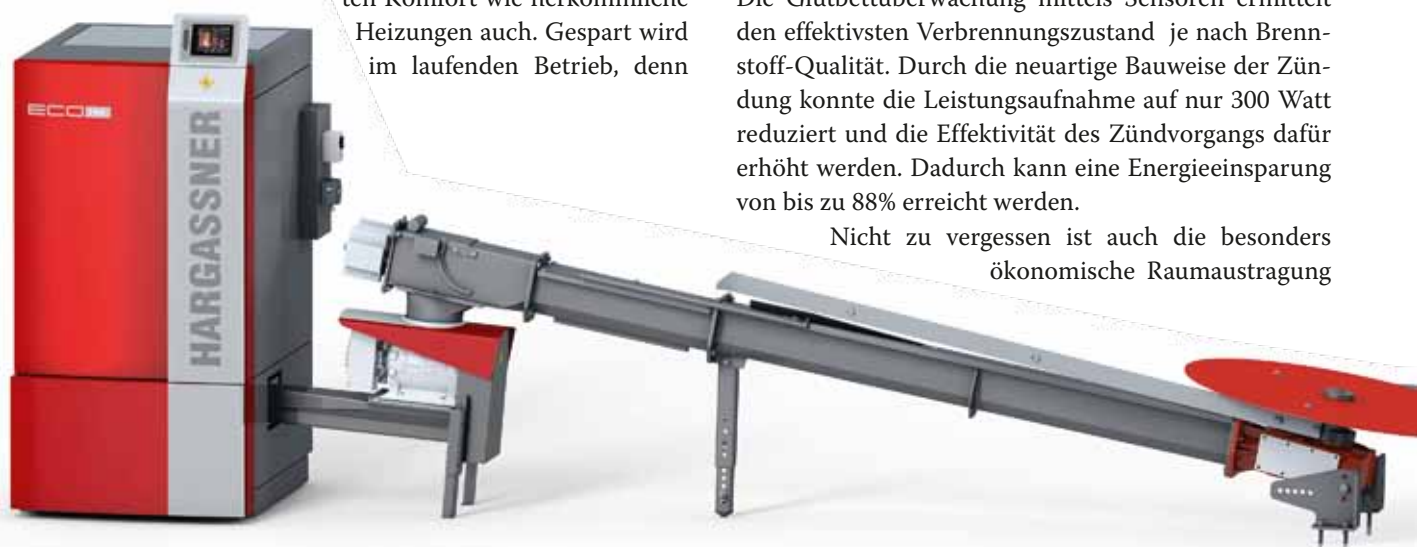 ten Komfort wie herkömmliche
Heizungen auch. Gespart wird
im laufenden Betrieb, denn
Die Glutbettüberwachung mittels Sensoren ermittelt
den effektivsten Verbrennungszustand je nach Brenn-
stoff-Qualität. Durch die neuartige Bauweise der Zün-
dung konnte die Leistungsaufnahme auf nur 300 Watt
reduziert und die Effektivität des Zündvorgangs dafür
erhöht werden. Dadurch kann eine Energieeinsparung
von bis zu 88% erreicht werden.
Nicht zu vergessen ist auch die besonders
ökonomische Raumaustragung
ECO
HARGASSNER